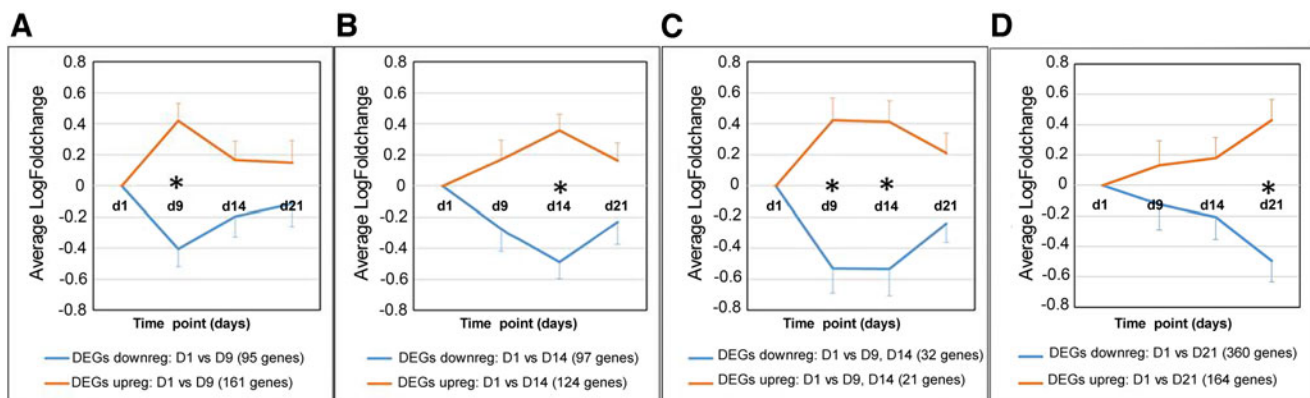 A
Average LogFoldchange
0.8
0.6
0.4
0.2
0
-0.2
-0.4
-0.6
-0.8
*
d1 d9 d14 d21
Time point (days)
DEGs downreg: D1 vs D9 (95 genes)
DEGs upreg: D1 vs D9 (161 genes)
B
Average LogFoldchange
0.8
0.6
0.4
0.2
0
-0.2
-0.4
-0.6
-0.8
*
d1 d9 d14 d21
Time point (days)
DEGs downreg: D1 vs D14 (97 genes)
DEGs upreg: D1 vs D14 (124 genes)
C
Average LogFoldchange
0.8
0.6
0.4
0.2
0
-0.2
-0.4
-0.6
-0.8
* *
d1 d9 d14 d21
Time point (days)
DEGs downreg: D1 vs D9, D14 (32 genes)
DEGs upreg: D1 vs D9, D14 (21 genes)
D
Average LogFoldchange
0.8
0.6
0.4
0.2
0
-0.2
-0.4
-0.6
-0.8
*
d1 d9 d14 d21
Time point (days)
DEGs downreg: D1 vs D21 (360 genes)
DEGs upreg: D1 vs D21 (164 genes)